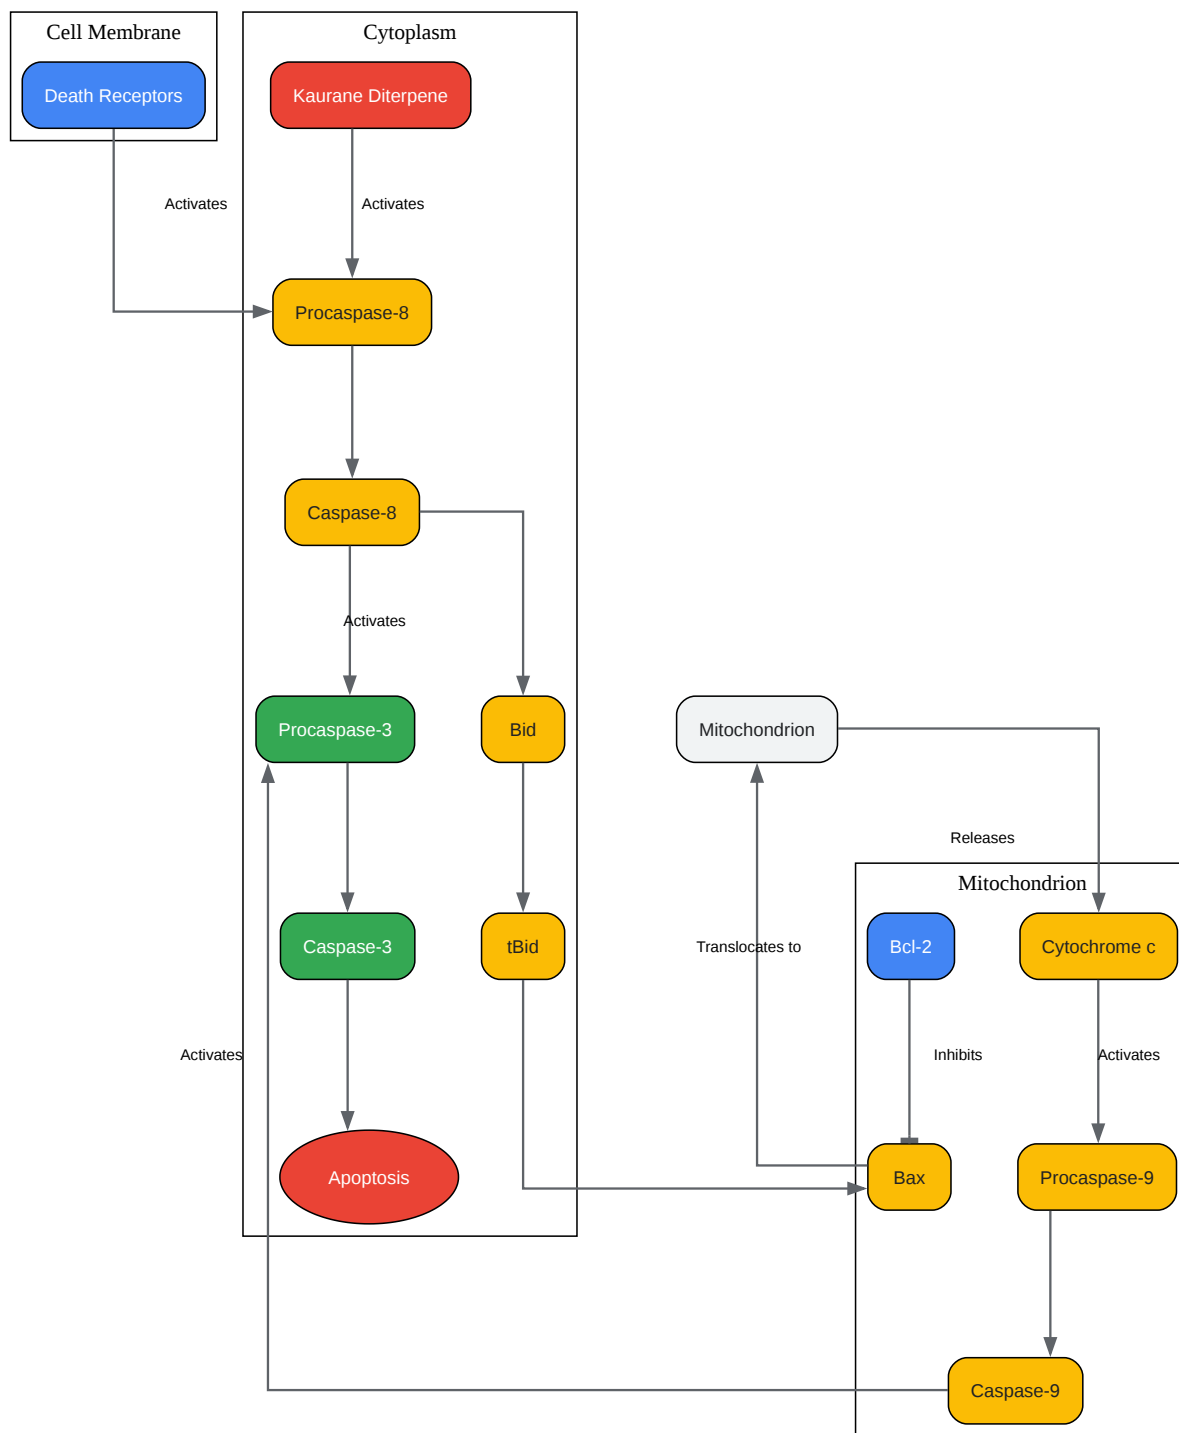 Cell Membrane
Cytoplasm
Death Receptors
Kaurane Diterpene
Activates
Activates
Procaspase-8
Caspase-8
Activates
Procaspase-3
Bid
Mitochondrion
Releases
Mitochondrion
Caspase-3
tBid
Translocates to
Bcl-2
Cytochrome c
Activates
Inhibits
Activates
Apoptosis
Bax
Procaspase-9
Caspase-9